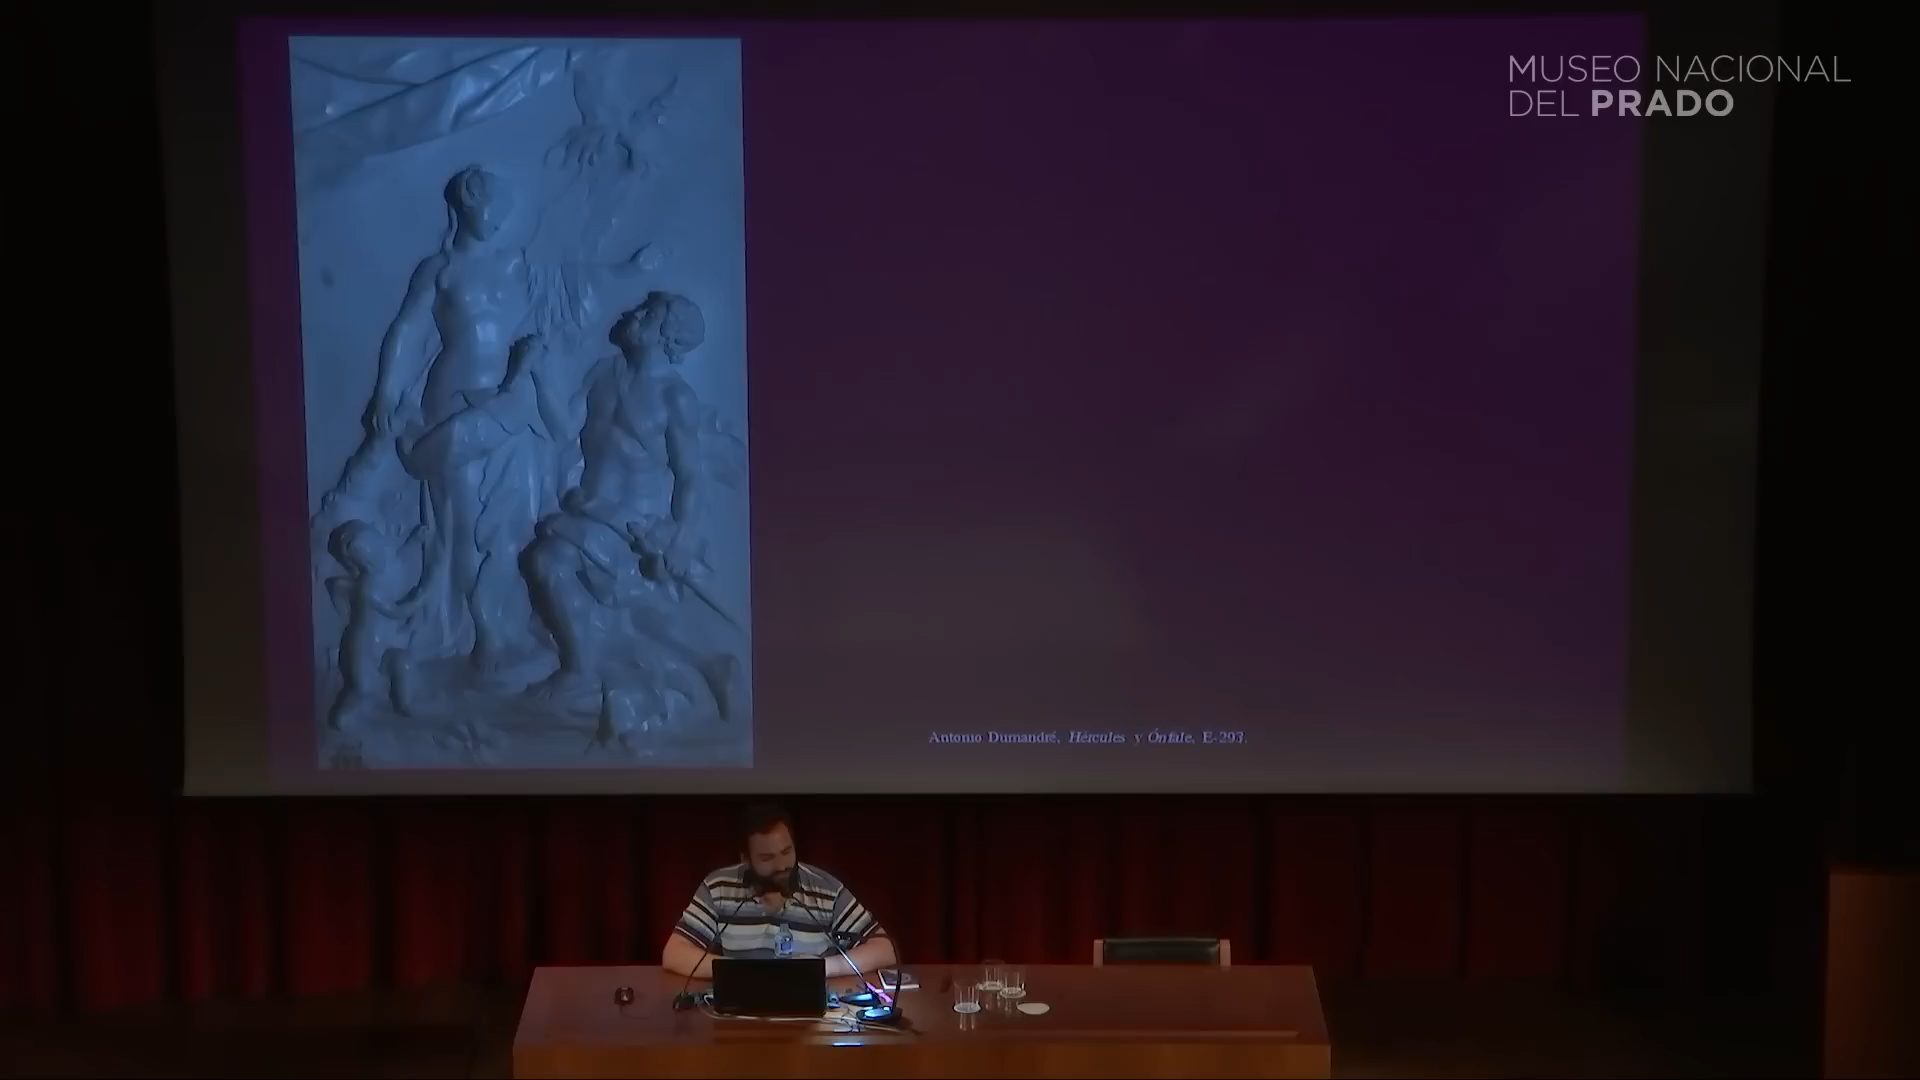 MUSEO NACIONAL
DEL PRADO
Antonio Dumandré, Hércules y Ónfale, E-293.